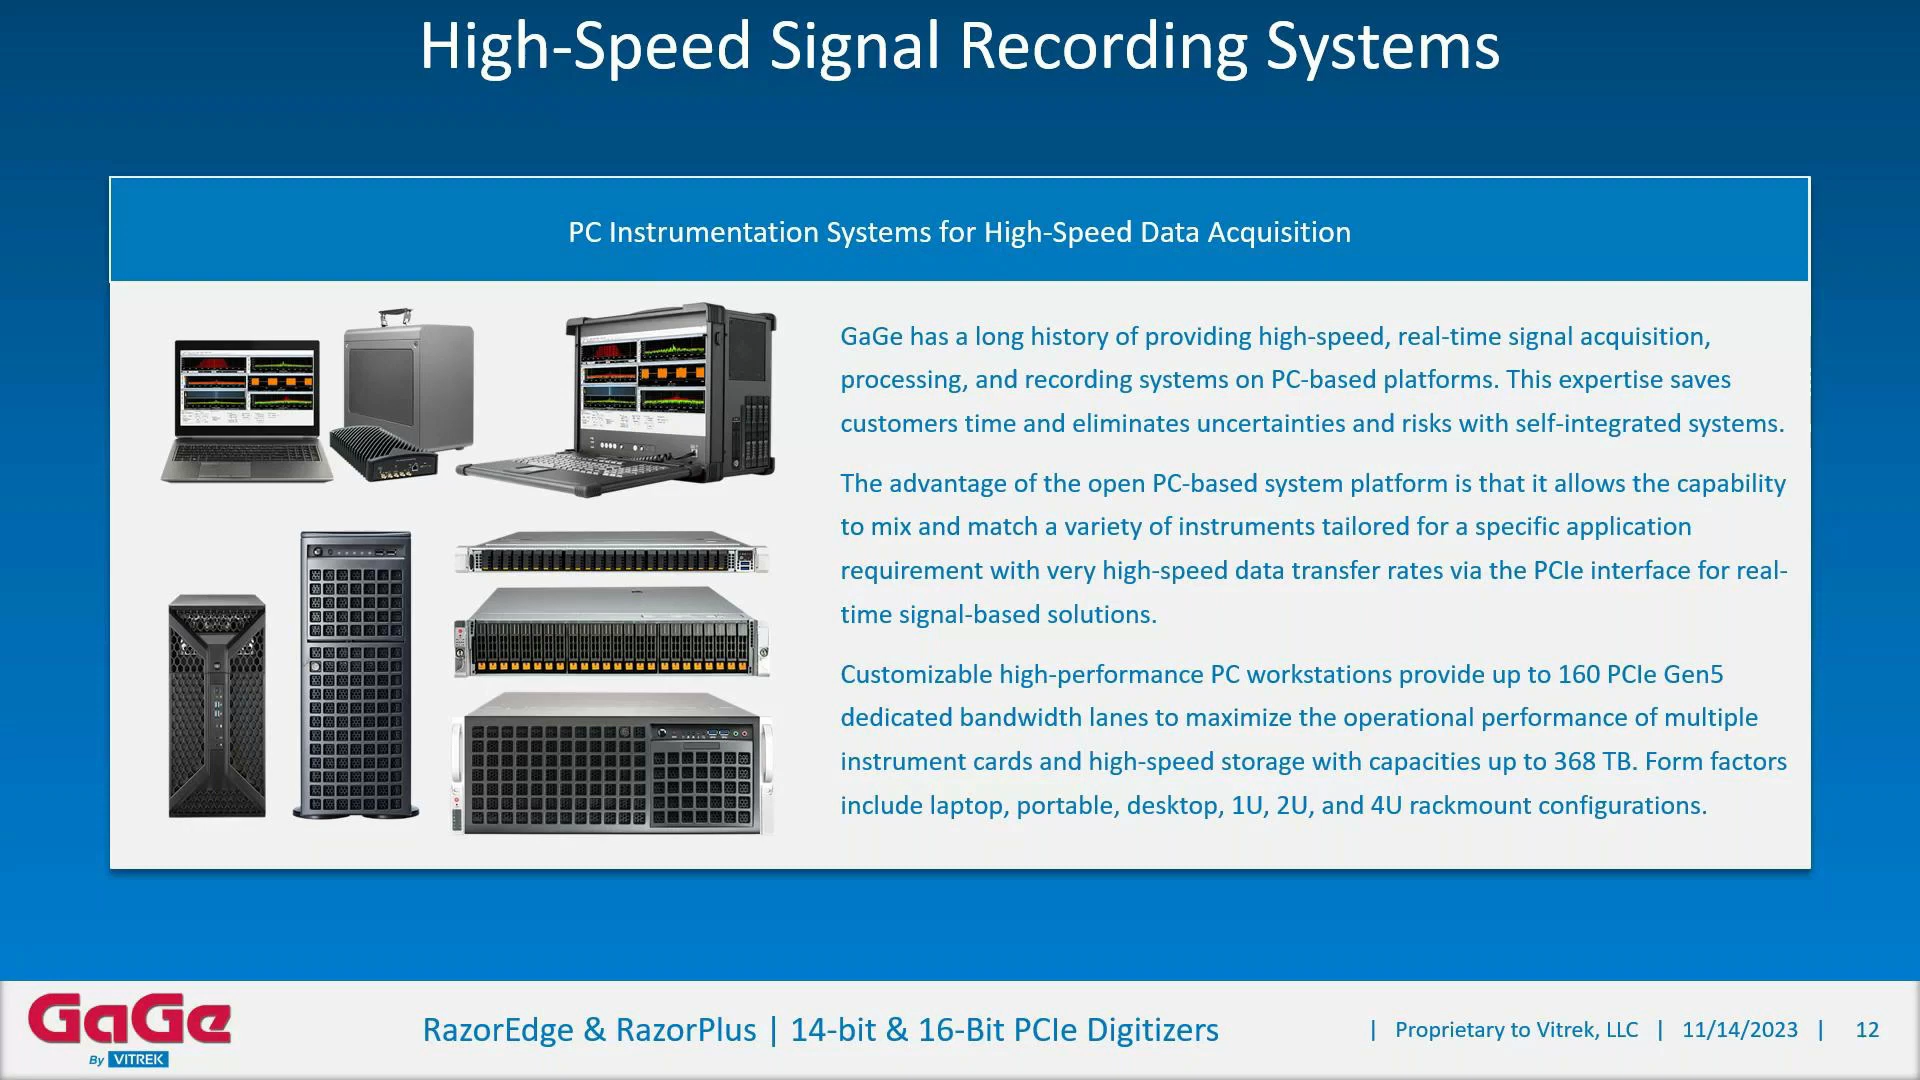 High-Speed Signal Recording Systems
PC Instrumentation Systems for High-Speed Data Acquisition
GaGe has a long history of providing high-speed, real-time signal acquisition,
processing, and recording systems on PC-based platforms. This expertise saves
customers time and eliminates uncertainties and risks with self-integrated systems.
The advantage of the open PC-based system platform is that it allows the capability
to mix and match a variety of instruments tailored for a specific application
requirement with very high-speed data transfer rates via the PCIe interface for real-
time signal-based solutions.
Customizable high-performance PC workstations provide up to 160 PCIe Gen5
dedicated bandwidth lanes to maximize the operational performance of multiple
instrument cards and high-speed storage with capacities up to 368 TB. Form factors
include laptop, portable, desktop, 1U, 2U, and 4U rackmount configurations.
GaGe
By VITREK
RazorEdge & RazorPlus | 14-bit & 16-Bit PCIe Digitizers
| Proprietary to Vitrek, LLC | 11/14/2023 | 12